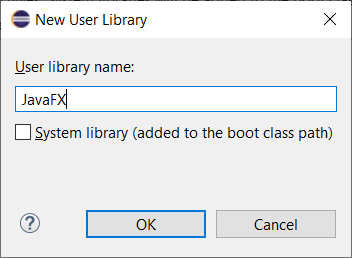 New User Library
User library name:
JavaFX
System library (added to the boot class path)
?
OK
Cancel